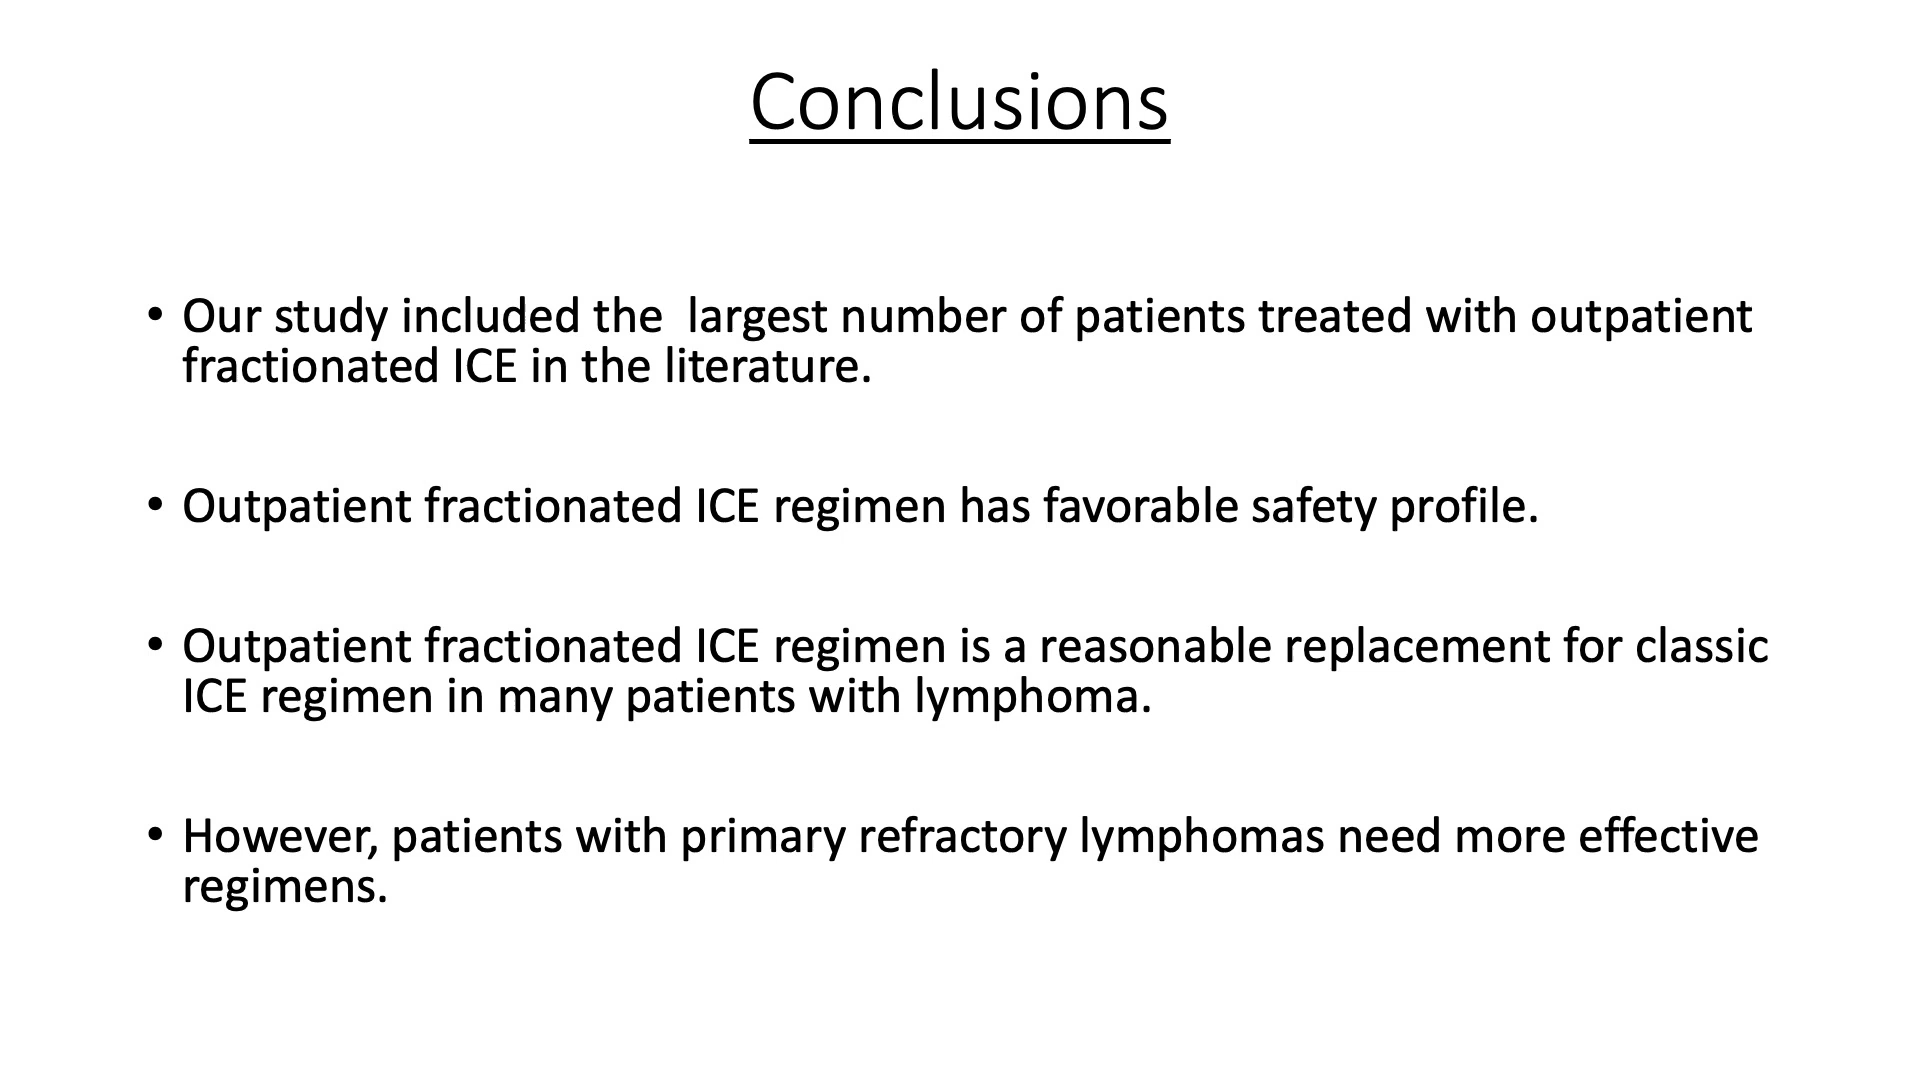 Conclusions
• Our study included the  largest number of patients treated with outpatient
fractionated ICE in the literature.
• Outpatient fractionated ICE regimen has favorable safety profile.
• Outpatient fractionated ICE regimen is a reasonable replacement for classic
ICE regimen in many patients with lymphoma.
• However, patients with primary refractory lymphomas need more effective
regimens.